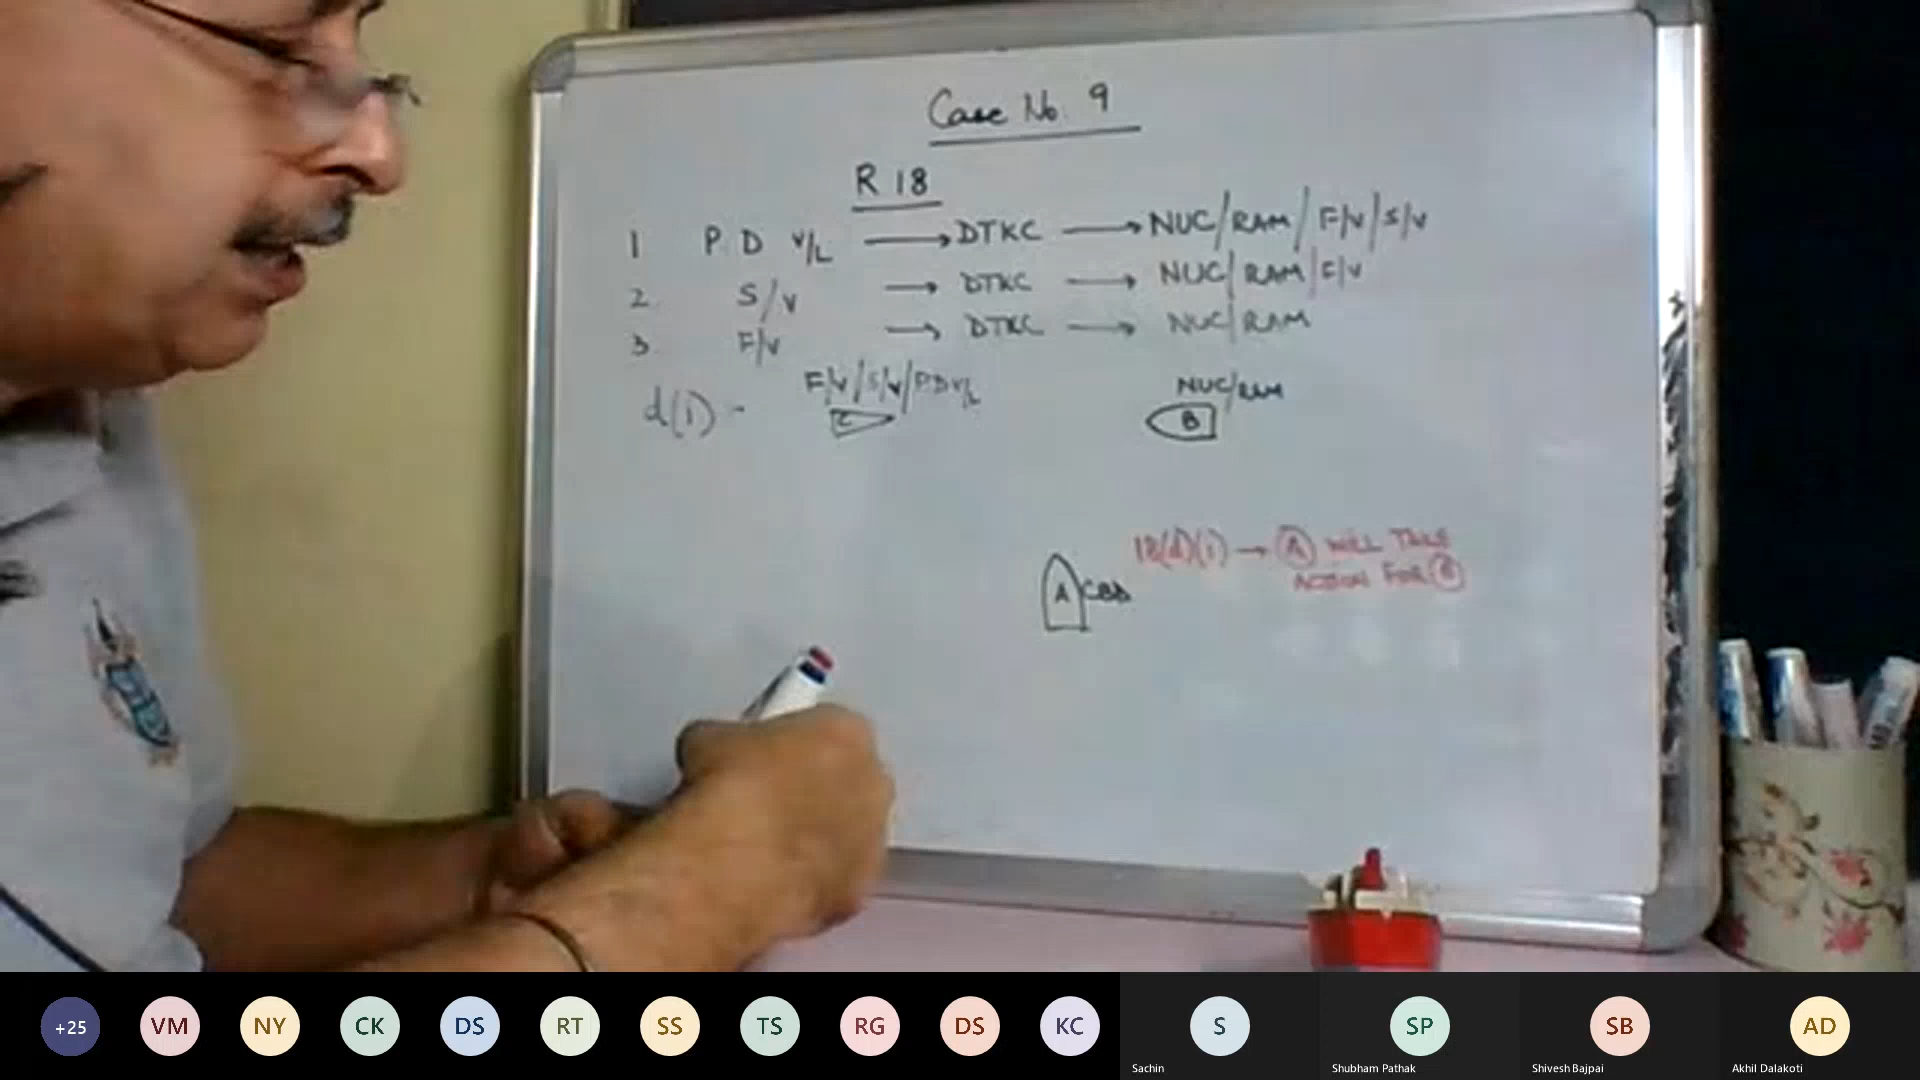 Case No. 9
R 18
1 P. D V/L → DTKC → NUC/RAM/F/V/S/V
2. S/V → DTKC → NUC/RAM/F/V
3. F/V → DTKC → NUC/RAM
d(i) - F/V/S/V/P.D V/L NUC/RAM
C B
18(d)(i) → A WILL TAKE
ACTION FOR B
A CBD
+25 VM NY CK DS RT SS TS RG DS KC S SP SB AD
Sachin Shubham Pathak Shivesh Bajpai Akhil Dalakoti